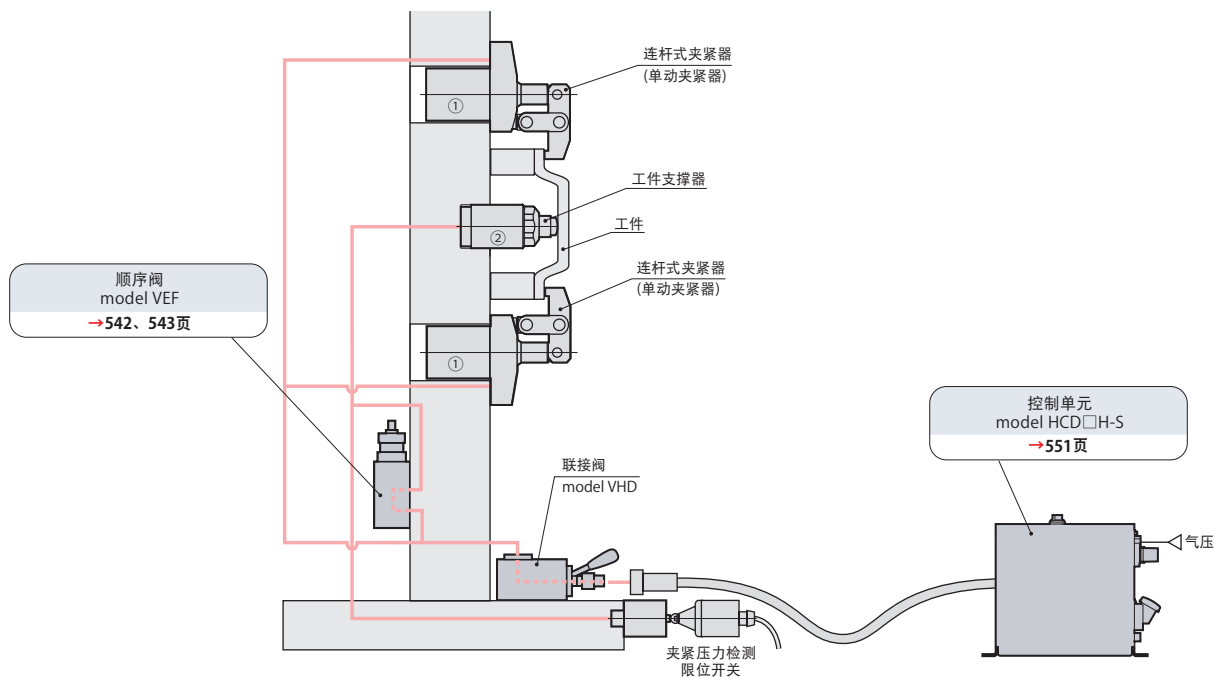 连杆式夹紧器
(单动夹紧器)
①
工件支撑器
②
工件
连杆式夹紧器
(单动夹紧器)
①
顺序阀
model VEF
→542、543页
控制单元
model HCD□H-S
→551页
联接阀
model VHD
气压
夹紧压力检测
限位开关